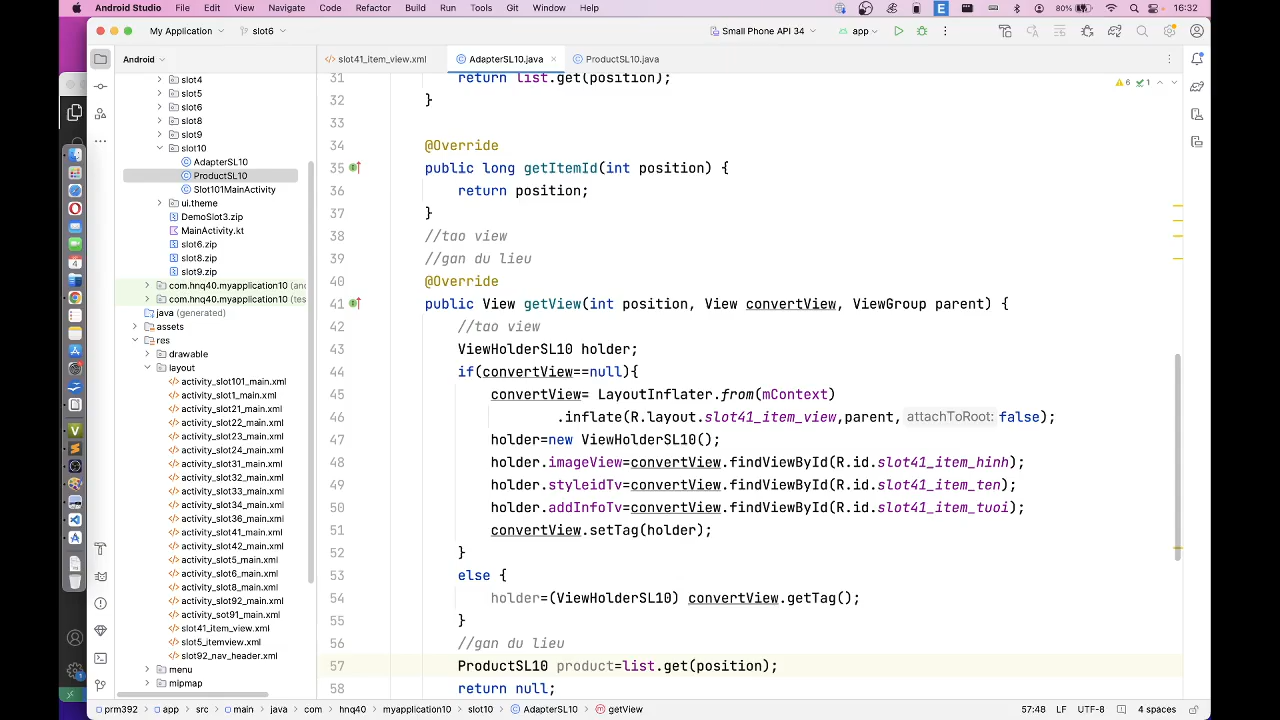 Android Studio File Edit View Navigate Code Refactor Build Run Tools Git Window Help E 80% 16:32
My Application slot6 Small Phone API 34 app
Android slot41_item_view.xml AdapterSL10.java ProductSL10.java
slot4
slot5
slot6
slot8
slot9
slot10
AdapterSL10
ProductSL10
Slot101MainActivity
ui.theme
DemoSlot3.zip
MainActivity.kt
slot6.zip
slot8.zip
slot9.zip
com.hnq40.myapplication10 (an
com.hnq40.myapplication10 (tes
java (generated)
assets
res
drawable
layout
activity_slot101_main.xml
activity_slot1_main.xml
activity_slot21_main.xml
activity_slot22_main.xml
activity_slot23_main.xml
activity_slot24_main.xml
activity_slot31_main.xml
activity_slot32_main.xml
activity_slot33_main.xml
activity_slot34_main.xml
activity_slot36_main.xml
activity_slot41_main.xml
activity_slot42_main.xml
activity_slot5_main.xml
activity_slot6_main.xml
activity_slot8_main.xml
activity_slot92_main.xml
activity_sot91_main.xml
slot41_item_view.xml
slot5_itemview.xml
slot92_nav_header.xml
menu
mipmap
6 1
31 return list.get(position);
32 }
33
34 @Override
35 public long getItemId(int position) {
36 return position;
37 }
38 //tao view
39 //gan du lieu
40 @Override
41 public View getView(int position, View convertView, ViewGroup parent) {
42 //tao view
43 ViewHolderSL10 holder;
44 if(convertView==null){
45 convertView= LayoutInflater.from(mContext)
46 .inflate(R.layout.slot41_item_view,parent, attachToRoot: false);
47 holder=new ViewHolderSL10();
48 holder.imageView=convertView.findViewById(R.id.slot41_item_hinh);
49 holder.styleidTv=convertView.findViewById(R.id.slot41_item_ten);
50 holder.addInfoTv=convertView.findViewById(R.id.slot41_item_tuoi);
51 convertView.setTag(holder);
52 }
53 else {
54 holder=(ViewHolderSL10) convertView.getTag();
55 }
56 //gan du lieu
57 ProductSL10 product=list.get(position);
58 return null;
prm392 app src main java com hnq40 myapplication10 slot10 AdapterSL10 getView 57:48 LF UTF-8 4 spaces